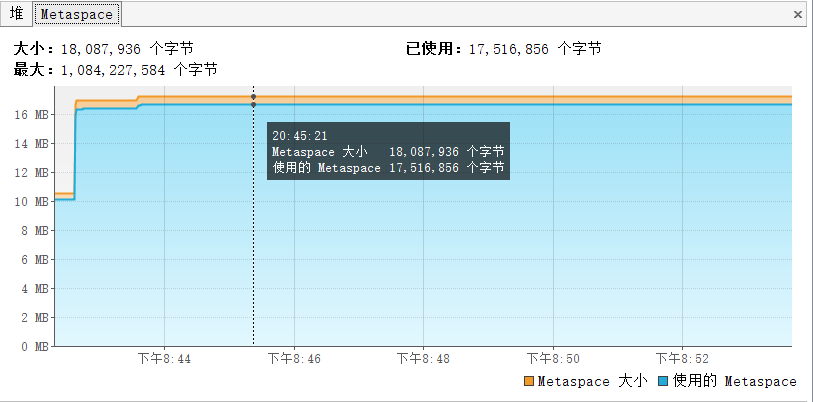 堆 Metaspace
大小：18,087,936 个字节 已使用：17,516,856 个字节
最大：1,084,227,584 个字节
16 MB
14 MB
12 MB
10 MB
8 MB
6 MB
4 MB
2 MB
0 MB
20:45:21
Metaspace 大小 18,087,936 个字节
使用的 Metaspace 17,516,856 个字节
下午8:44 下午8:46 下午8:48 下午8:50 下午8:52
Metaspace 大小 使用的 Metaspace